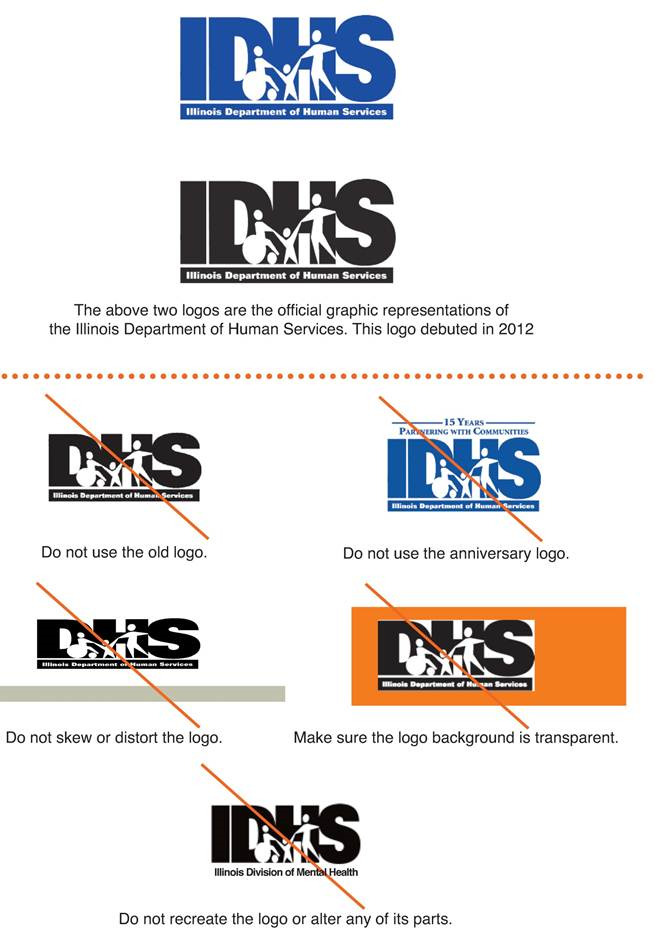 IDHS
Illinois Department of Human Services
IDHS
Illinois Department of Human Services
The above two logos are the official graphic representations of
the Illinois Department of Human Services. This logo debuted in 2012
DHS
Illinois Department of Human Services
Do not use the old logo.
15 YEARS
PARTNERING WITH COMMUNITIES
IDHS
Illinois Department of Human Services
Do not use the anniversary logo.
DHS
Illinois Department of Human Services
Do not skew or distort the logo.
DHS
Illinois Department of Human Services
Make sure the logo background is transparent.
IDHS
Illinois Division of Mental Health
Do not recreate the logo or alter any of its parts.